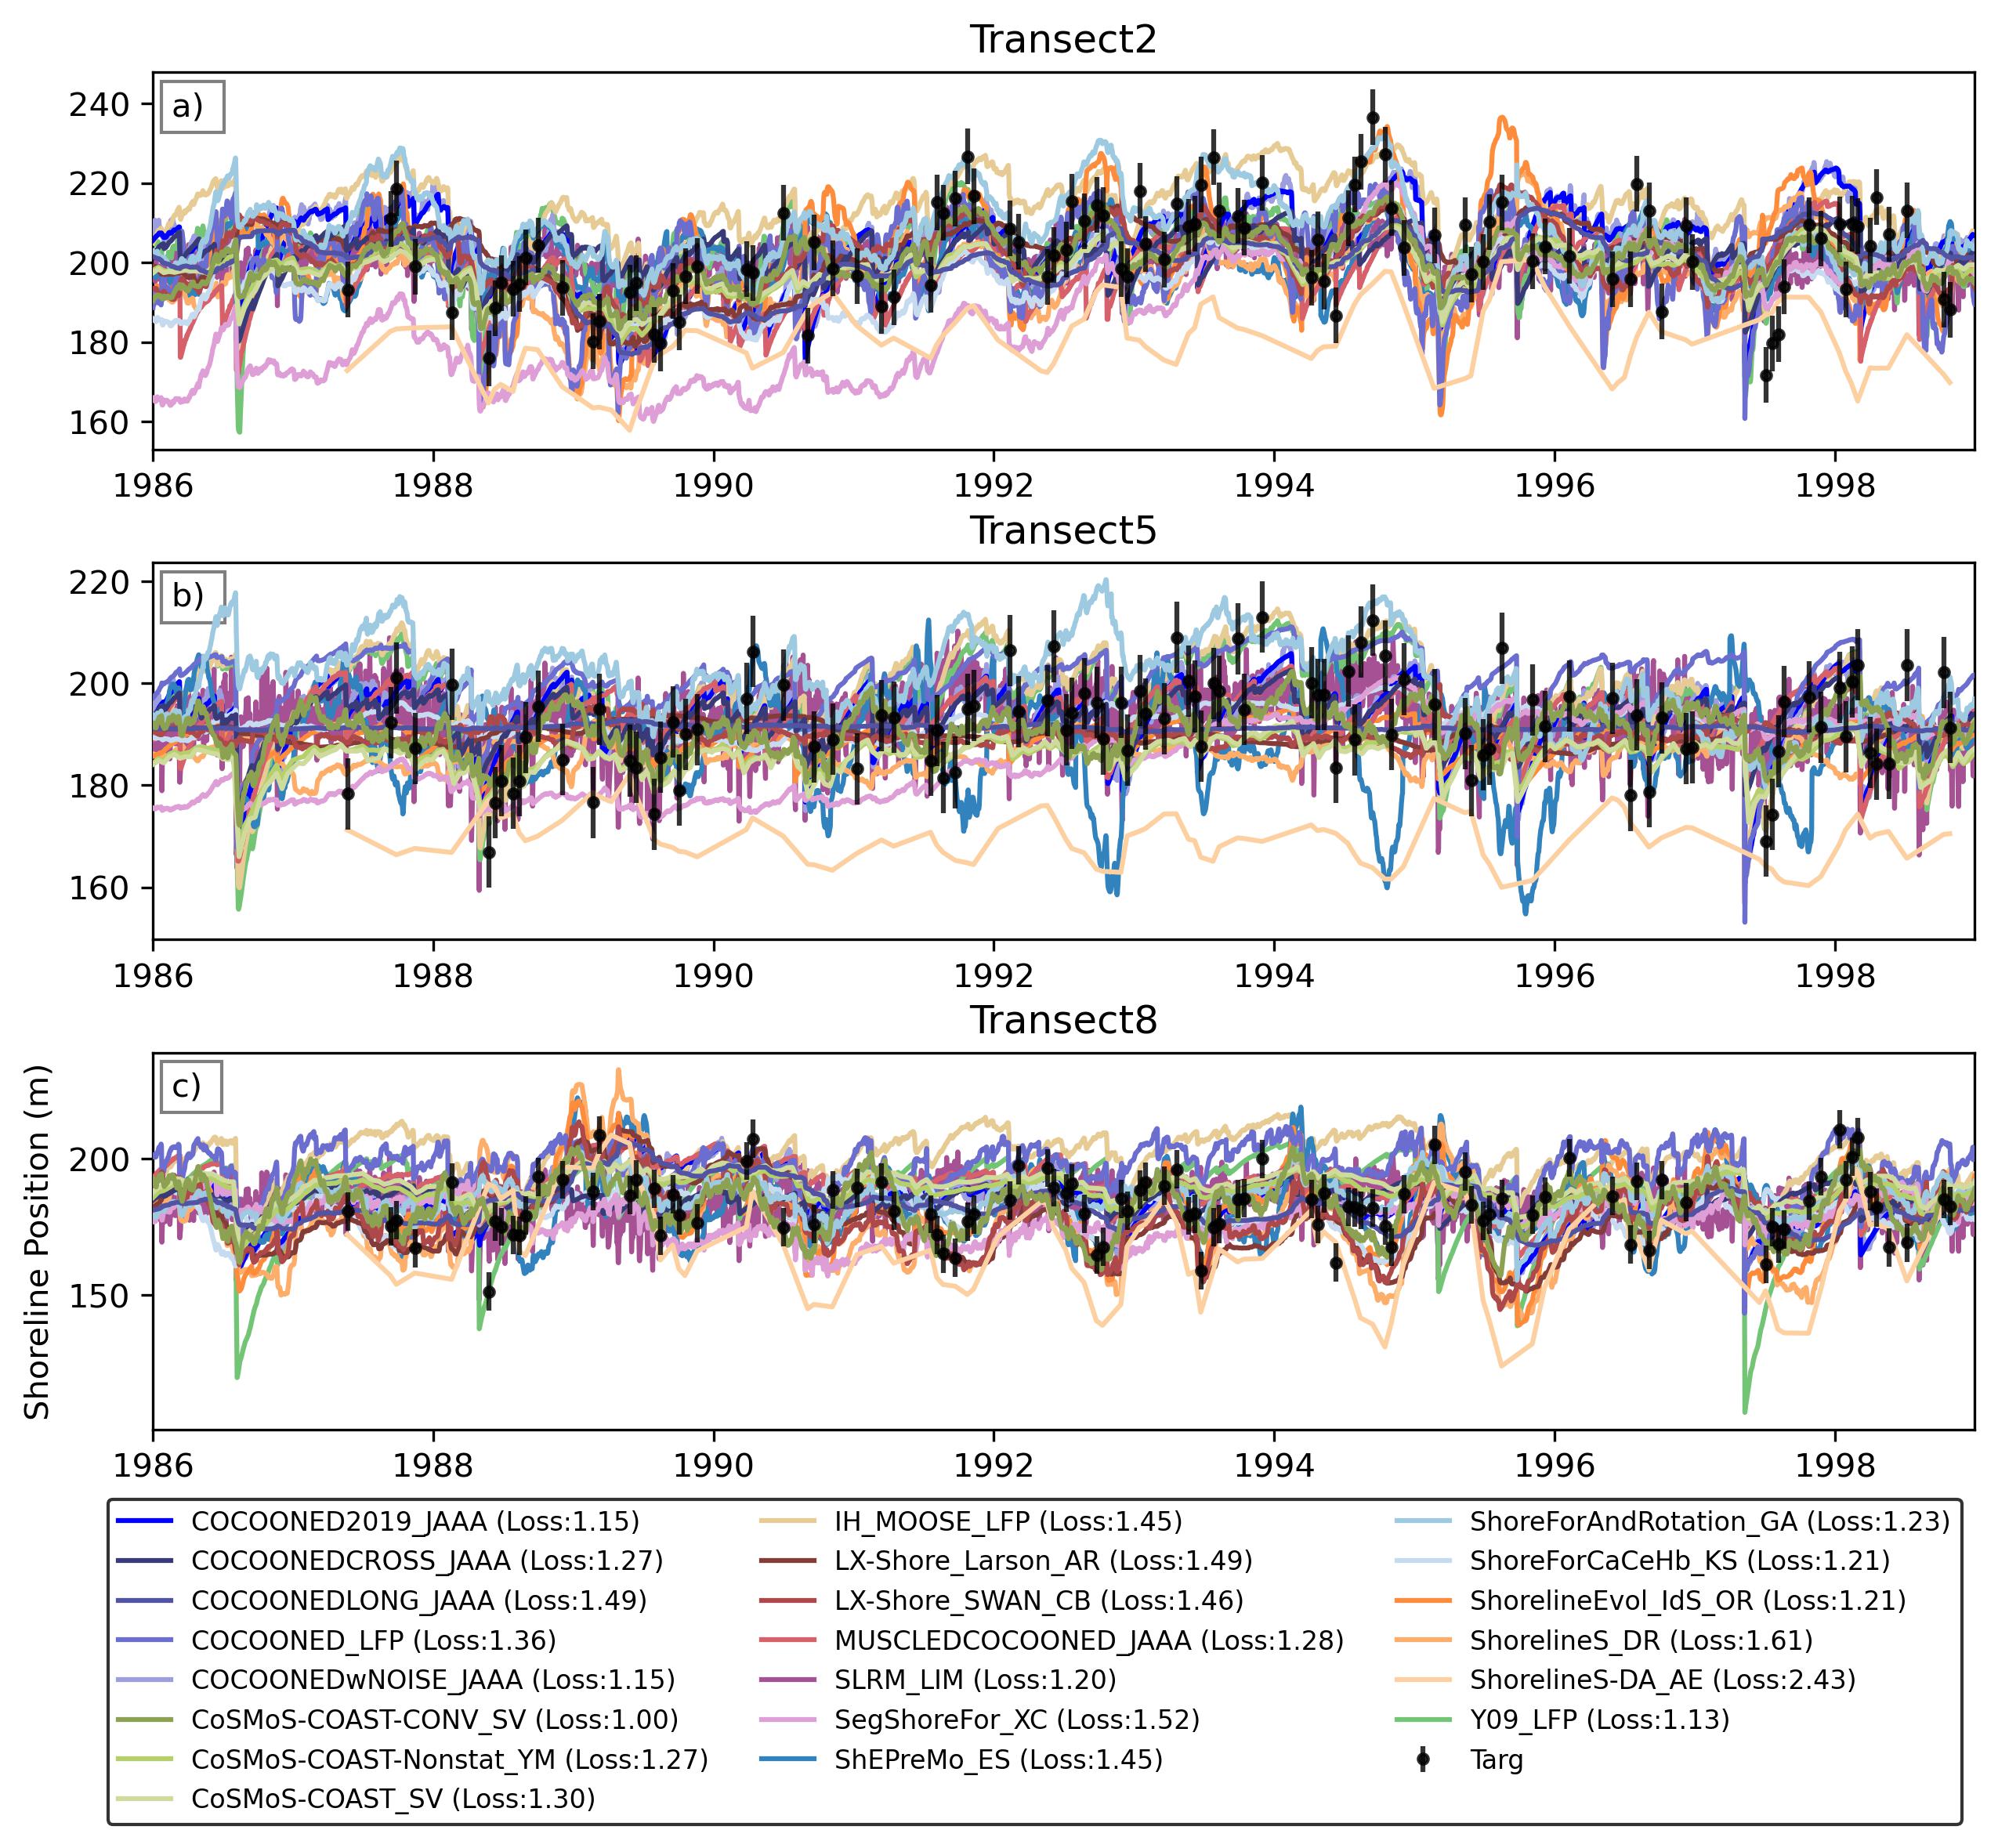 Transect2
a)
240
220
200
180
160
1986 1988 1990 1992 1994 1996 1998
Transect5
b)
220
200
180
160
1986 1988 1990 1992 1994 1996 1998
Transect8
c)
200
150
Shoreline Position (m)
1986 1988 1990 1992 1994 1996 1998
COCOONED2019_JAAA (Loss:1.15)
COCOONEDCROSS_JAAA (Loss:1.27)
COCOONEDLONG_JAAA (Loss:1.49)
COCOONED_LFP (Loss:1.36)
COCOONEDwNOISE_JAAA (Loss:1.15)
CoSMoS-COAST-CONV_SV (Loss:1.00)
CoSMoS-COAST-Nonstat_YM (Loss:1.27)
CoSMoS-COAST_SV (Loss:1.30)
IH_MOOSE_LFP (Loss:1.45)
LX-Shore_Larson_AR (Loss:1.49)
LX-Shore_SWAN_CB (Loss:1.46)
MUSCLEDCOCOONED_JAAA (Loss:1.28)
SLRM_LIM (Loss:1.20)
SegShoreFor_XC (Loss:1.52)
ShEPreMo_ES (Loss:1.45)
ShoreForAndRotation_GA (Loss:1.23)
ShoreForCaCeHb_KS (Loss:1.21)
ShorelineEvol_IdS_OR (Loss:1.21)
ShorelineS_DR (Loss:1.61)
ShorelineS-DA_AE (Loss:2.43)
Y09_LFP (Loss:1.13)
Targ